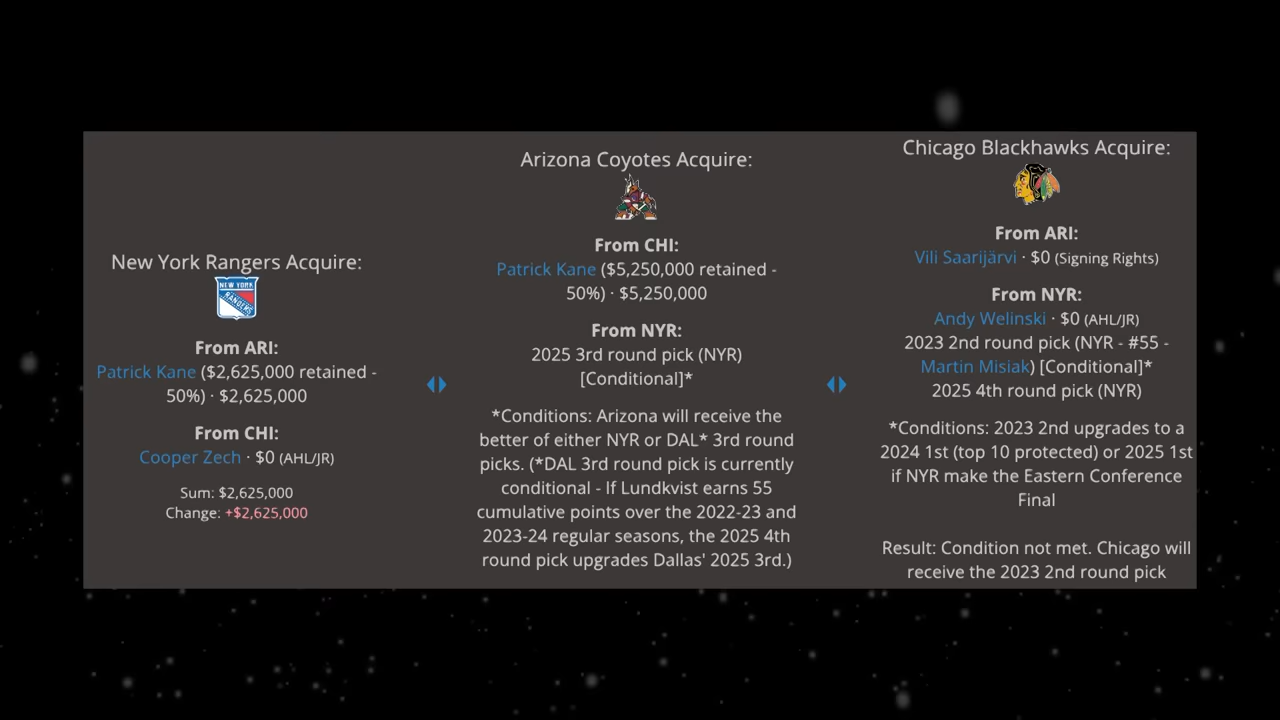 New York Rangers Acquire:
NEW YORK
RANGERS
From ARI:
Patrick Kane ($2,625,000 retained -
50%) · $2,625,000
From CHI:
Cooper Zech · $0 (AHL/JR)
Sum: $2,625,000
Change: +$2,625,000
Arizona Coyotes Acquire:
From CHI:
Patrick Kane ($5,250,000 retained -
50%) · $5,250,000
From NYR:
2025 3rd round pick (NYR)
[Conditional]*
*Conditions: Arizona will receive the
better of either NYR or DAL* 3rd round
picks. (*DAL 3rd round pick is currently
conditional - If Lundkvist earns 55
cumulative points over the 2022-23 and
2023-24 regular seasons, the 2025 4th
round pick upgrades Dallas' 2025 3rd.)
Chicago Blackhawks Acquire:
From ARI:
Vili Saarijärvi · $0 (Signing Rights)
From NYR:
Andy Welinski · $0 (AHL/JR)
2023 2nd round pick (NYR - #55 -
Martin Misiak) [Conditional]*
2025 4th round pick (NYR)
*Conditions: 2023 2nd upgrades to a
2024 1st (top 10 protected) or 2025 1st
if NYR make the Eastern Conference
Final
Result: Condition not met. Chicago will
receive the 2023 2nd round pick